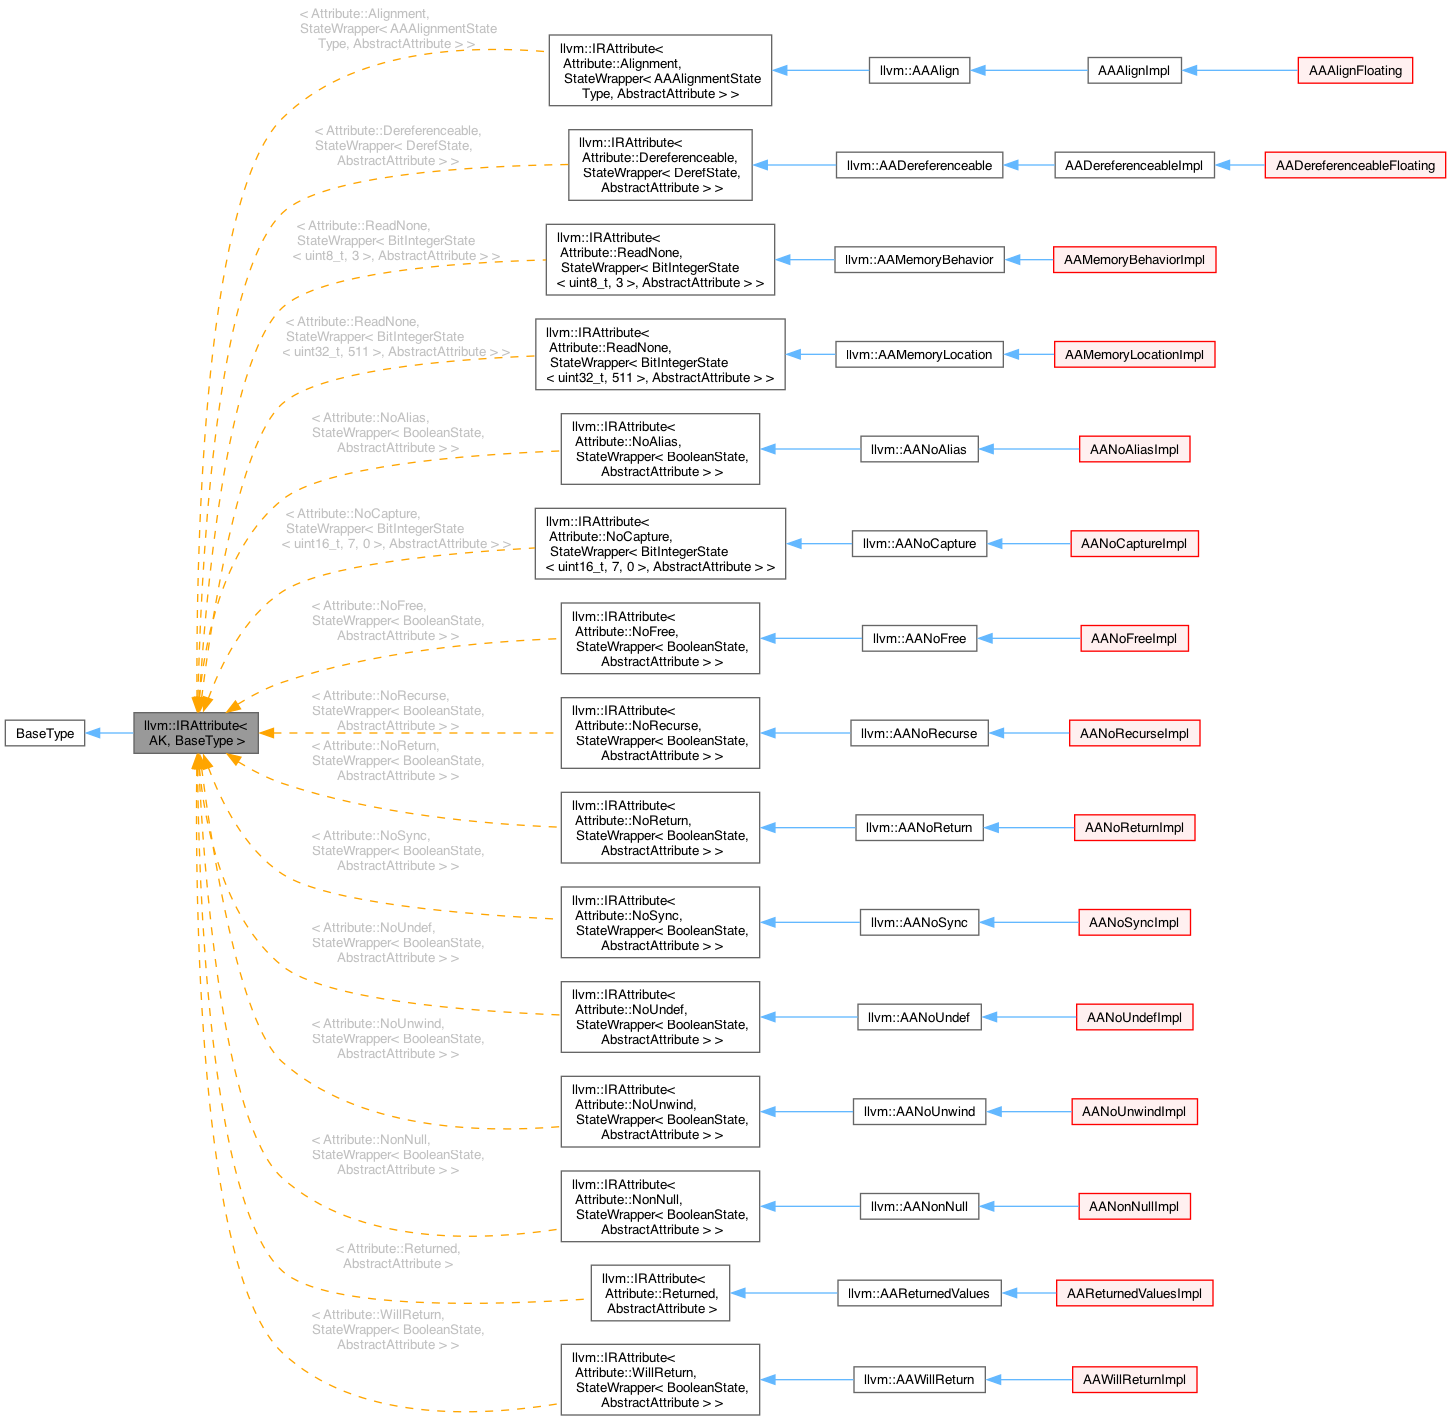 < Attribute::Alignment,
StateWrapper< AAAlignmentState
Type, AbstractAttribute > >
llvm::IRAttribute<
Attribute::Alignment,
StateWrapper< AAAlignmentState
Type, AbstractAttribute > >
llvm::AAAlign
AAAlignImpl
AAAlignFloating
< Attribute::Dereferenceable,
StateWrapper< DerefState,
AbstractAttribute > >
llvm::IRAttribute<
Attribute::Dereferenceable,
StateWrapper< DerefState,
AbstractAttribute > >
llvm::AADereferenceable
AADereferenceableImpl
AADereferenceableFloating
< Attribute::ReadNone,
StateWrapper< BitIntegerState
< uint8_t, 3 >, AbstractAttribute > >
llvm::IRAttribute<
Attribute::ReadNone,
StateWrapper< BitIntegerState
< uint8_t, 3 >, AbstractAttribute > >
llvm::AAMemoryBehavior
AAMemoryBehaviorImpl
< Attribute::ReadNone,
StateWrapper< BitIntegerState
< uint32_t, 511 >, AbstractAttribute > >
llvm::IRAttribute<
Attribute::ReadNone,
StateWrapper< BitIntegerState
< uint32_t, 511 >, AbstractAttribute > >
llvm::AAMemoryLocation
AAMemoryLocationImpl
< Attribute::NoAlias,
StateWrapper< BooleanState,
AbstractAttribute > >
llvm::IRAttribute<
Attribute::NoAlias,
StateWrapper< BooleanState,
AbstractAttribute > >
llvm::AANoAlias
AANoAliasImpl
< Attribute::NoCapture,
StateWrapper< BitIntegerState
< uint16_t, 7, 0 >, AbstractAttribute > >
llvm::IRAttribute<
Attribute::NoCapture,
StateWrapper< BitIntegerState
< uint16_t, 7, 0 >, AbstractAttribute > >
llvm::AANoCapture
AANoCaptureImpl
< Attribute::NoFree,
StateWrapper< BooleanState,
AbstractAttribute > >
llvm::IRAttribute<
Attribute::NoFree,
StateWrapper< BooleanState,
AbstractAttribute > >
llvm::AANoFree
AANoFreeImpl
BaseType
llvm::IRAttribute<
AK, BaseType >
< Attribute::NoRecurse,
StateWrapper< BooleanState,
AbstractAttribute > >
llvm::IRAttribute<
Attribute::NoRecurse,
StateWrapper< BooleanState,
AbstractAttribute > >
llvm::AANoRecurse
AANoRecurseImpl
< Attribute::NoReturn,
StateWrapper< BooleanState,
AbstractAttribute > >
llvm::IRAttribute<
Attribute::NoReturn,
StateWrapper< BooleanState,
AbstractAttribute > >
llvm::AANoReturn
AANoReturnImpl
< Attribute::NoSync,
StateWrapper< BooleanState,
AbstractAttribute > >
llvm::IRAttribute<
Attribute::NoSync,
StateWrapper< BooleanState,
AbstractAttribute > >
llvm::AANoSync
AANoSyncImpl
< Attribute::NoUndef,
StateWrapper< BooleanState,
AbstractAttribute > >
llvm::IRAttribute<
Attribute::NoUndef,
StateWrapper< BooleanState,
AbstractAttribute > >
llvm::AANoUndef
AANoUndefImpl
< Attribute::NoUnwind,
StateWrapper< BooleanState,
AbstractAttribute > >
llvm::IRAttribute<
Attribute::NoUnwind,
StateWrapper< BooleanState,
AbstractAttribute > >
llvm::AANoUnwind
AANoUnwindImpl
< Attribute::NonNull,
StateWrapper< BooleanState,
AbstractAttribute > >
llvm::IRAttribute<
Attribute::NonNull,
StateWrapper< BooleanState,
AbstractAttribute > >
llvm::AANonNull
AANonNullImpl
< Attribute::Returned,
AbstractAttribute >
llvm::IRAttribute<
Attribute::Returned,
AbstractAttribute >
llvm::AAReturnedValues
AAReturnedValuesImpl
< Attribute::WillReturn,
StateWrapper< BooleanState,
AbstractAttribute > >
llvm::IRAttribute<
Attribute::WillReturn,
StateWrapper< BooleanState,
AbstractAttribute > >
llvm::AAWillReturn
AAWillReturnImpl